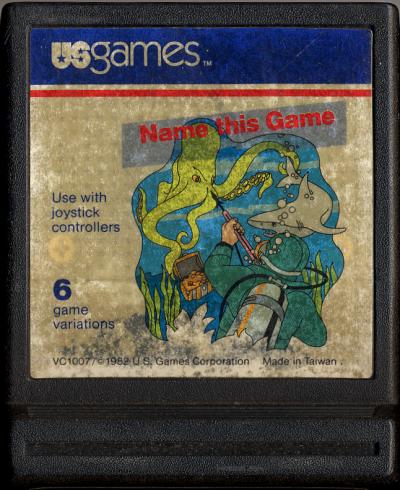 USgames™
Name this Game
Use with
joystick
controllers
6
game
variations
VC1007/©1982 U.S. Games Corporation Made in Taiwan.